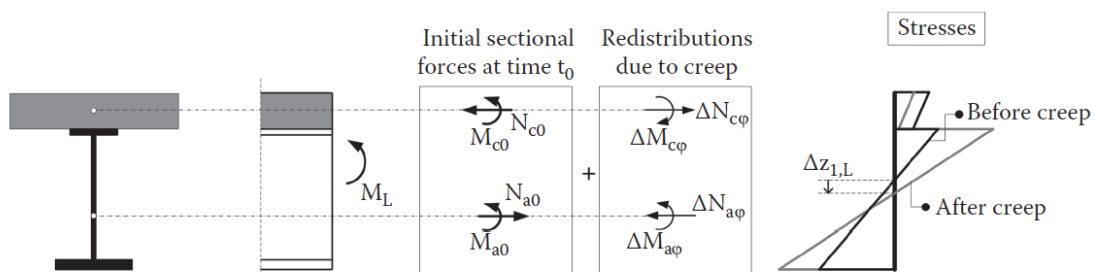 Initial sectional
forces at time t₀
Redistributions
due to creep
Stresses
M_L
N_c0
M_c0
N_a0
M_a0
+
ΔN_cφ
ΔM_cφ
ΔN_aφ
ΔM_aφ
Before creep
Δz_1,L
After creep